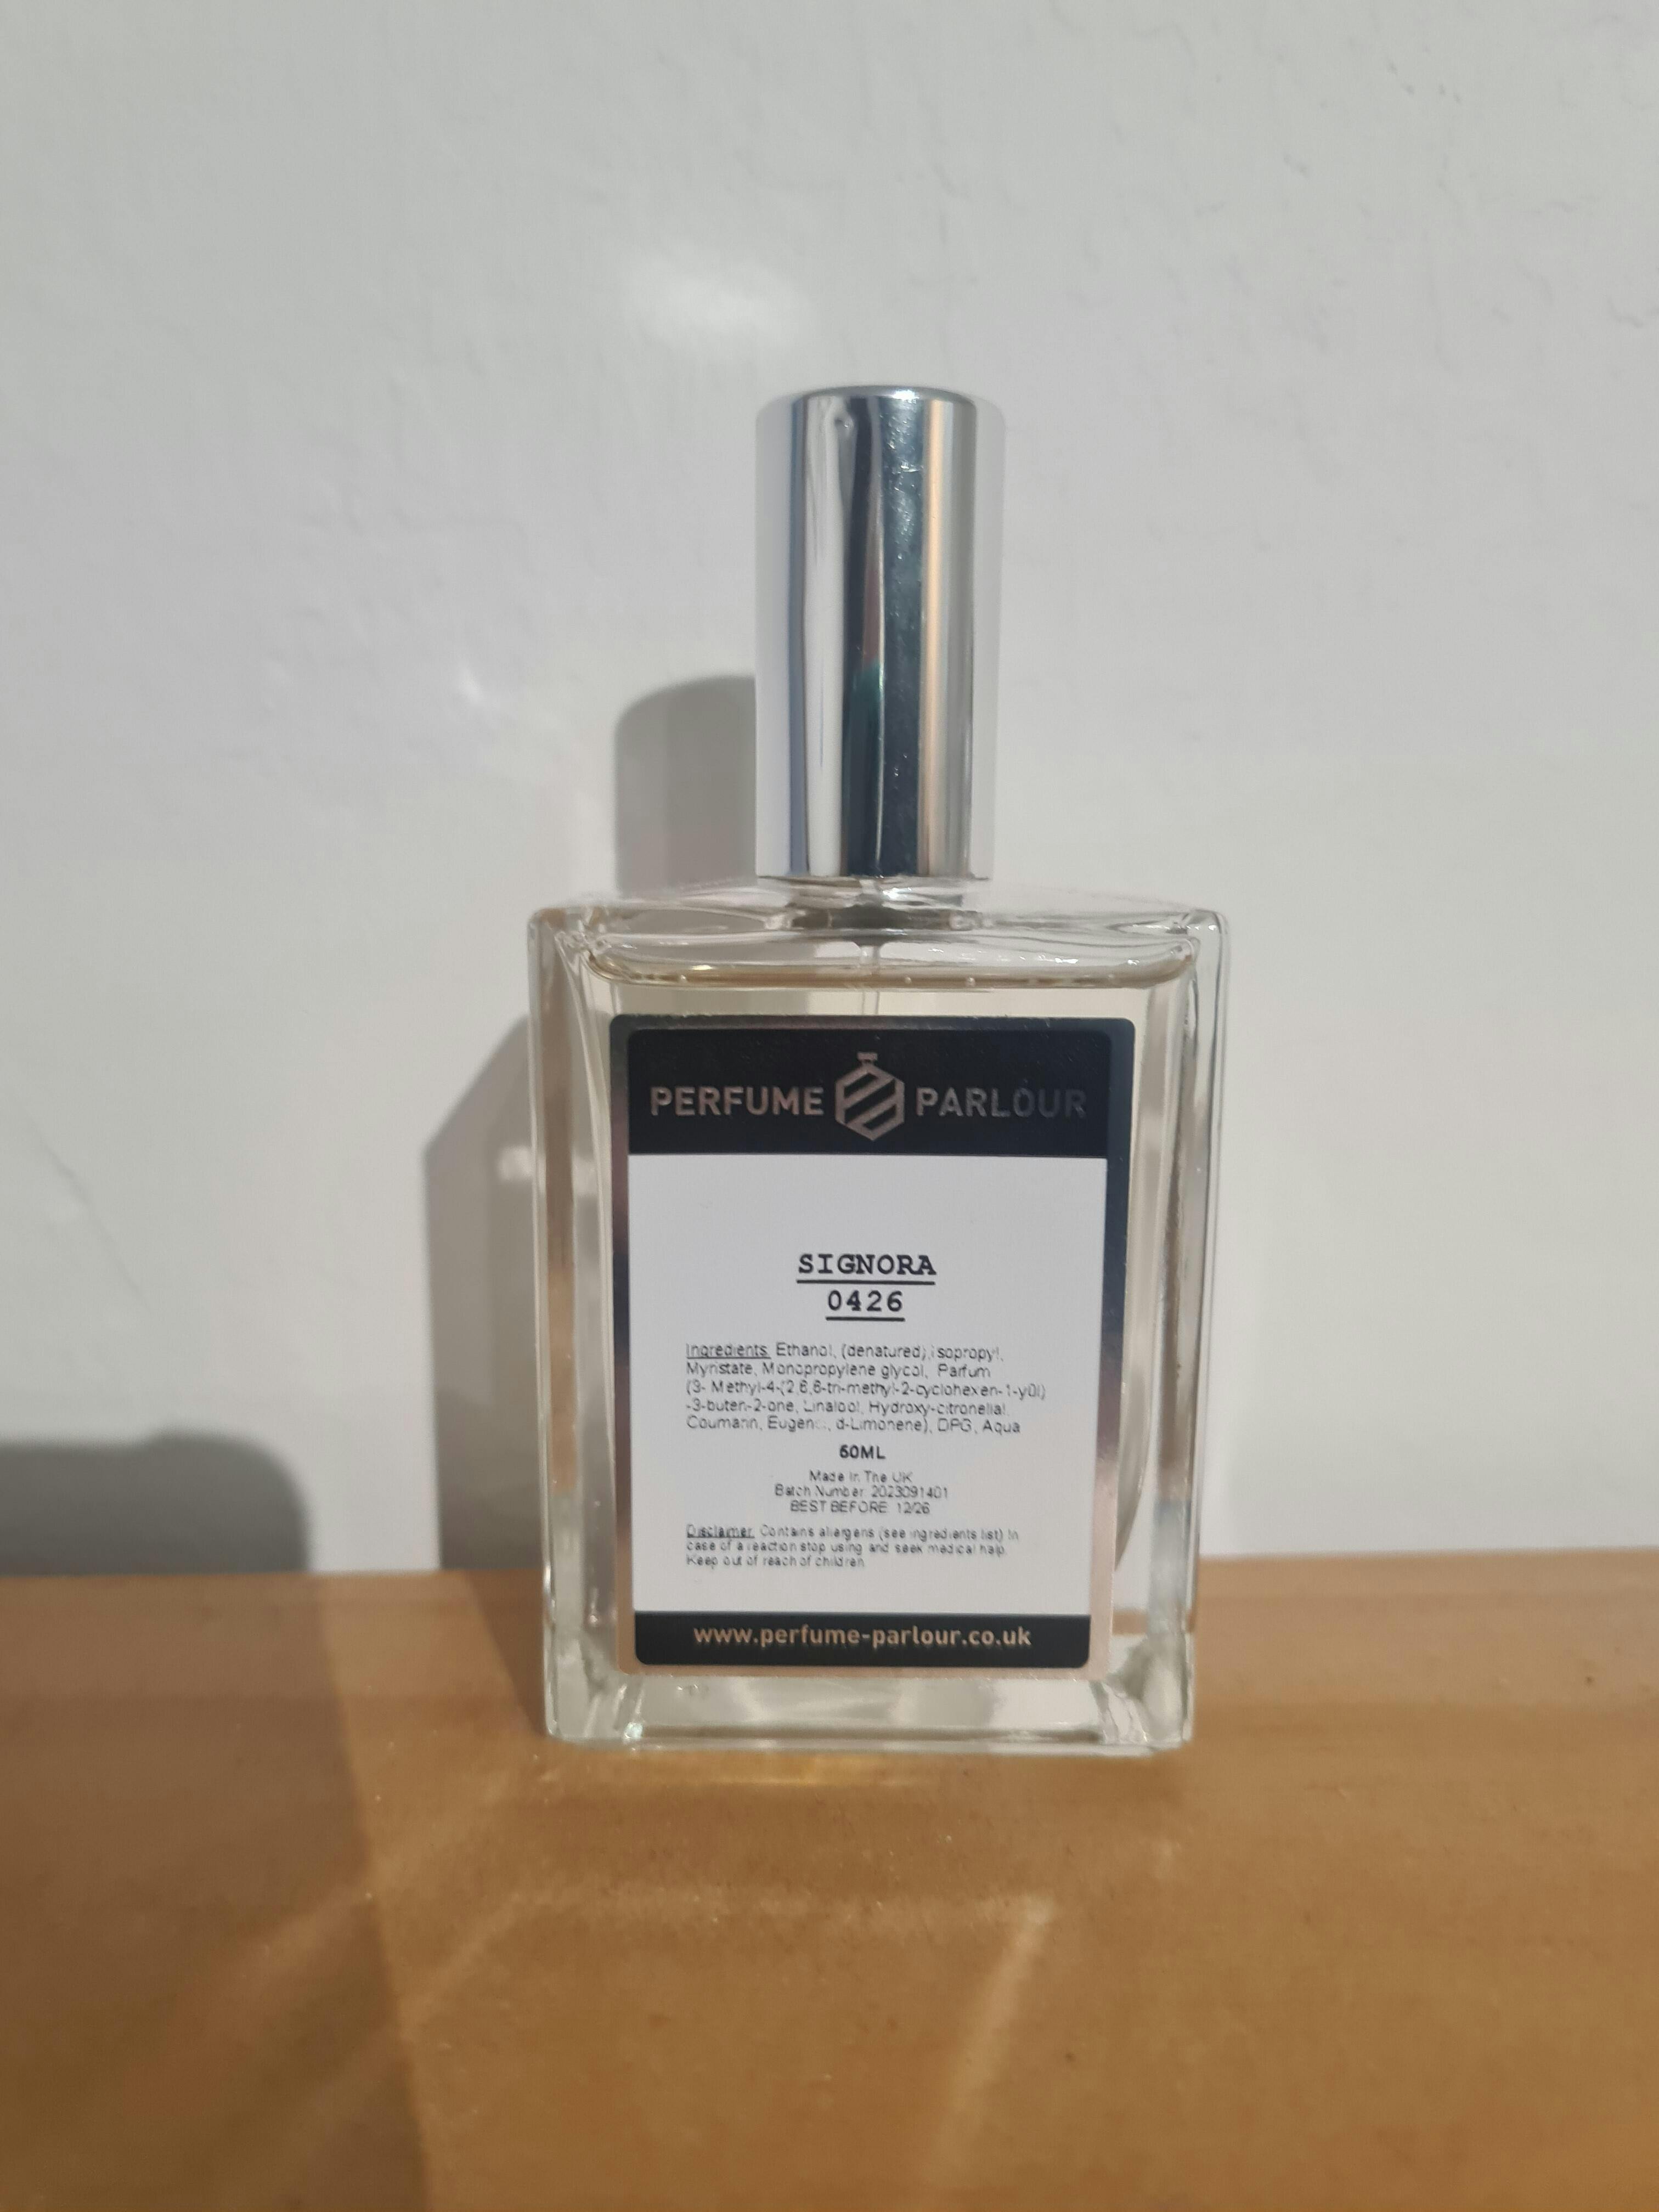 PERFUME PARLOUR
SIGNORA
0426
Ingredients: Ethanol, (denatured), isopropyl,
Myristate, Monopropylene glycol, Parfum
(3- Methyl-4-(2,6,6-tri-methyl-2-cyclohexen-1-y0l)
-3-buten-2-one, Linalool, Hydroxy-citronellal,
Coumarin, d-Limonene), DPG, Aqua
50ML
Made In The UK
Batch Number: 2023091401
BEST BEFORE: 12/26
Disclaimer: Contains allergens (see ingredients list) In
case of a reaction stop using and seek medical help.
Keep out of reach of children
www.perfume-parlour.co.uk